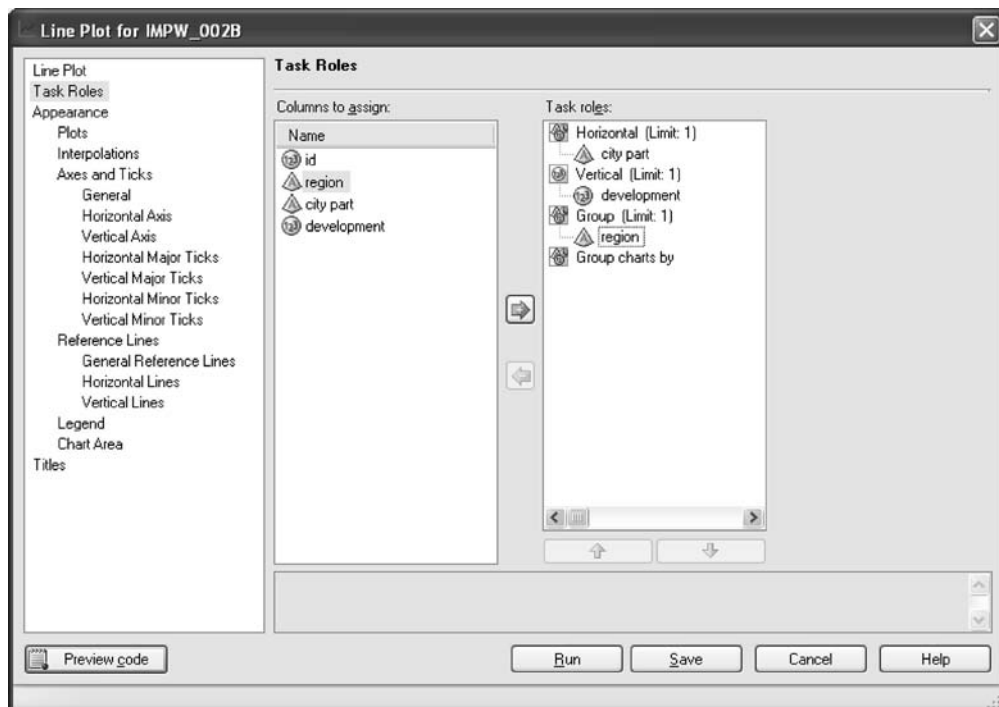 Line Plot for IMPW_002B
Line Plot
Task Roles
Appearance
Plots
Interpolations
Axes and Ticks
General
Horizontal Axis
Vertical Axis
Horizontal Major Ticks
Vertical Major Ticks
Horizontal Minor Ticks
Vertical Minor Ticks
Reference Lines
General Reference Lines
Horizontal Lines
Vertical Lines
Legend
Chart Area
Titles
Task Roles
Columns to assign:
Name
123 id
region
city part
123 development
Task roles:
Horizontal (Limit: 1)
city part
Vertical (Limit: 1)
123 development
Group (Limit: 1)
region
Group charts by
Preview code
Run
Save
Cancel
Help